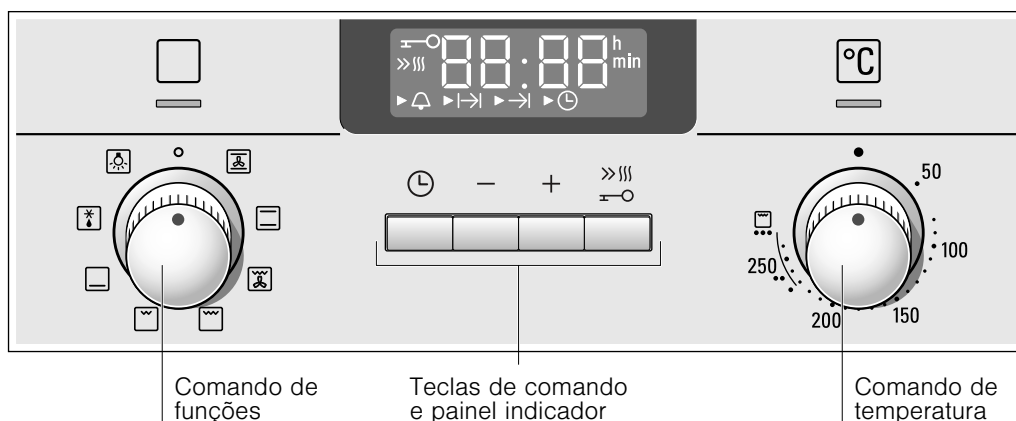 88:88 h
min
°C
− +
50
100
150
200
250
Comando de
funções
Teclas de comando
e painel indicador
Comando de
temperatura